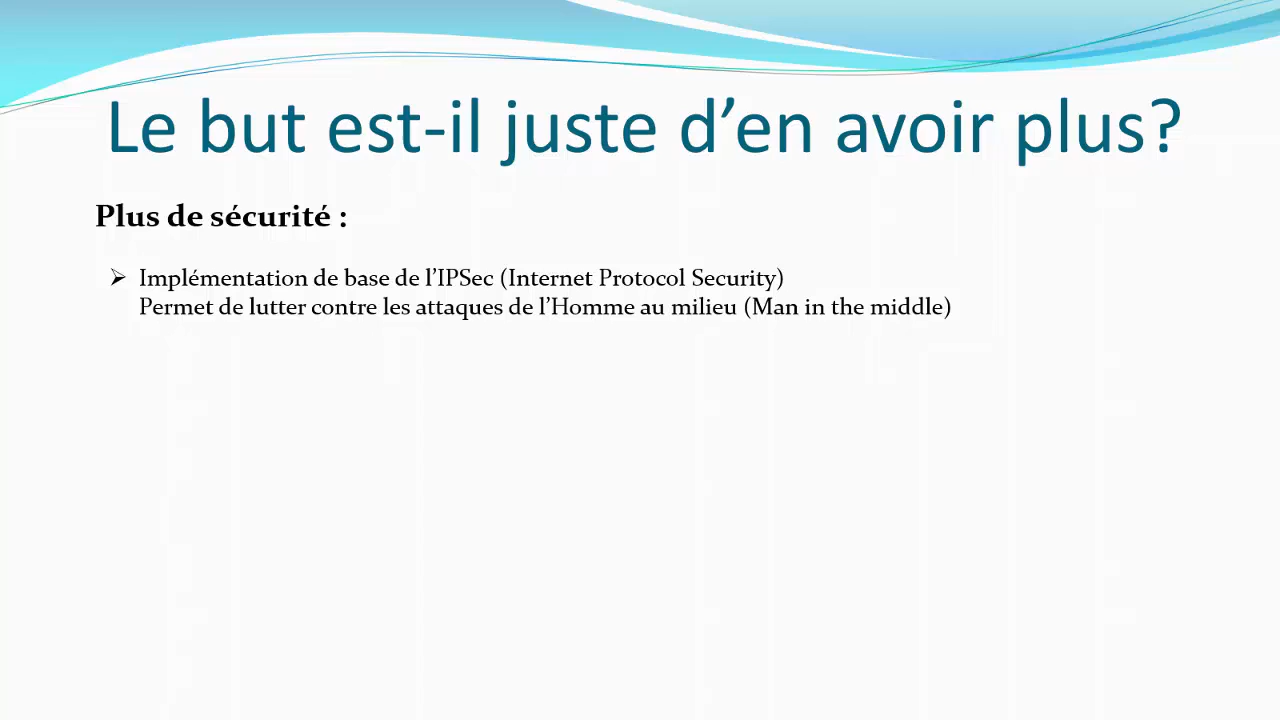 Le but est-il juste d’en avoir plus?
Plus de sécurité :
➢ Implémentation de base de l’IPSec (Internet Protocol Security)
Permet de lutter contre les attaques de l’Homme au milieu (Man in the middle)